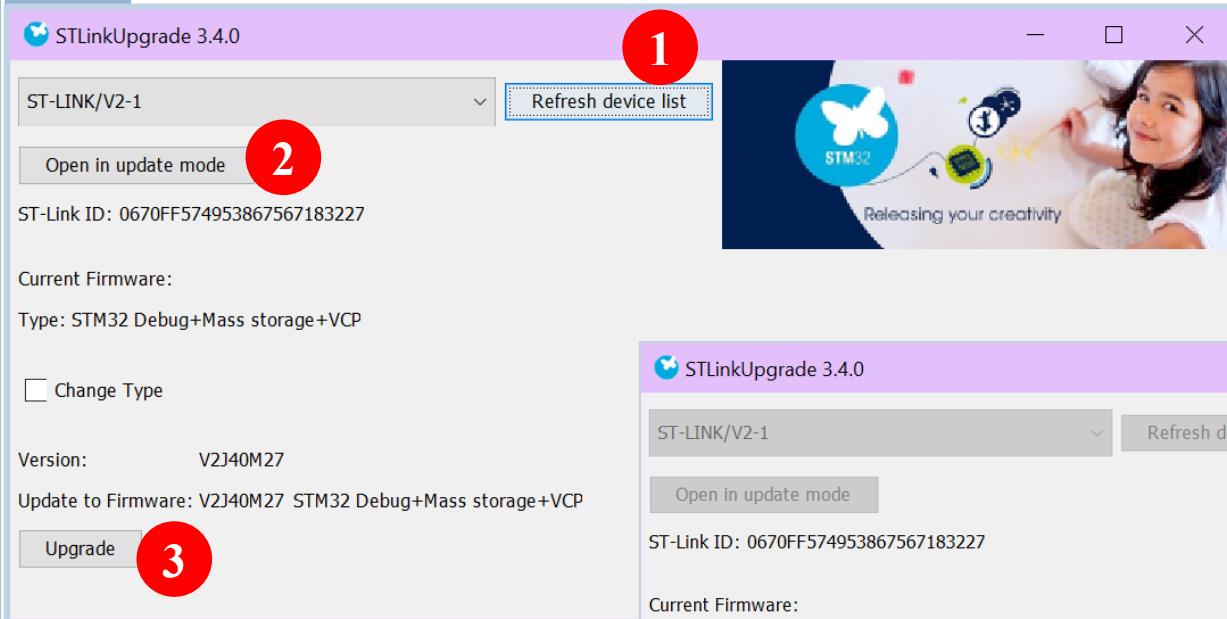 STLinkUpgrade 3.4.0
1
ST-LINK/V2-1
Refresh device list
Open in update mode
2
ST-Link ID: 0670FF574953867567183227
STM32
Releasing your creativity
Current Firmware:
Type: STM32 Debug+Mass storage+VCP
Change Type
Version: V2J40M27
Update to Firmware: V2J40M27 STM32 Debug+Mass storage+VCP
Upgrade
3
STLinkUpgrade 3.4.0
ST-LINK/V2-1
Refresh d
Open in update mode
ST-Link ID: 0670FF574953867567183227
Current Firmware: